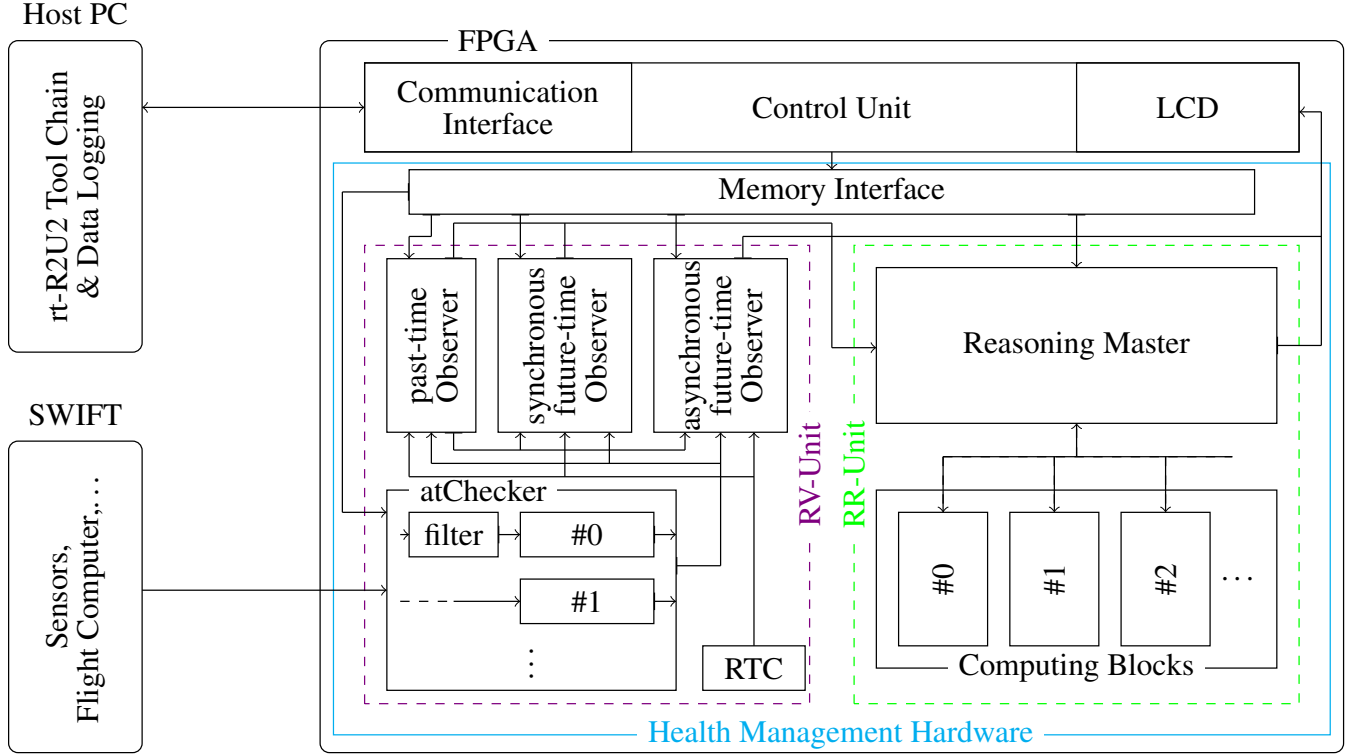 Host PC
rt-R2U2 Tool Chain
& Data Logging
SWIFT
Sensors,
Flight Computer,...
FPGA
Communication
Interface
Control Unit
LCD
Memory Interface
past-time
Observer
synchronous
future-time
Observer
asynchronous
future-time
Observer
RV-Unit
RR-Unit
Reasoning Master
atChecker
filter
#0
#1
⋮
RTC
#0
#1
#2
...
Computing Blocks
Health Management Hardware